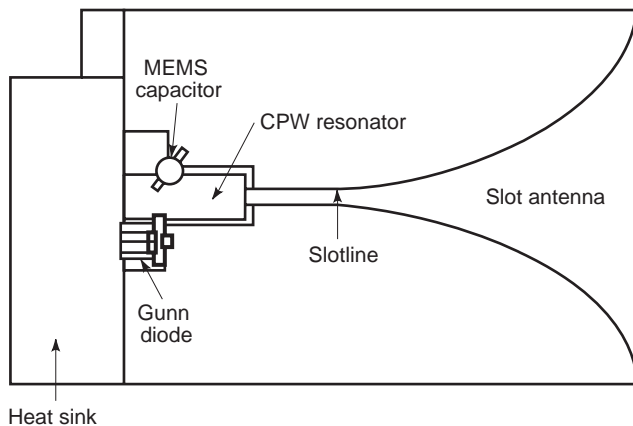 MEMS
capacitor
CPW resonator
Slot antenna
Slotline
Gunn
diode
Heat sink